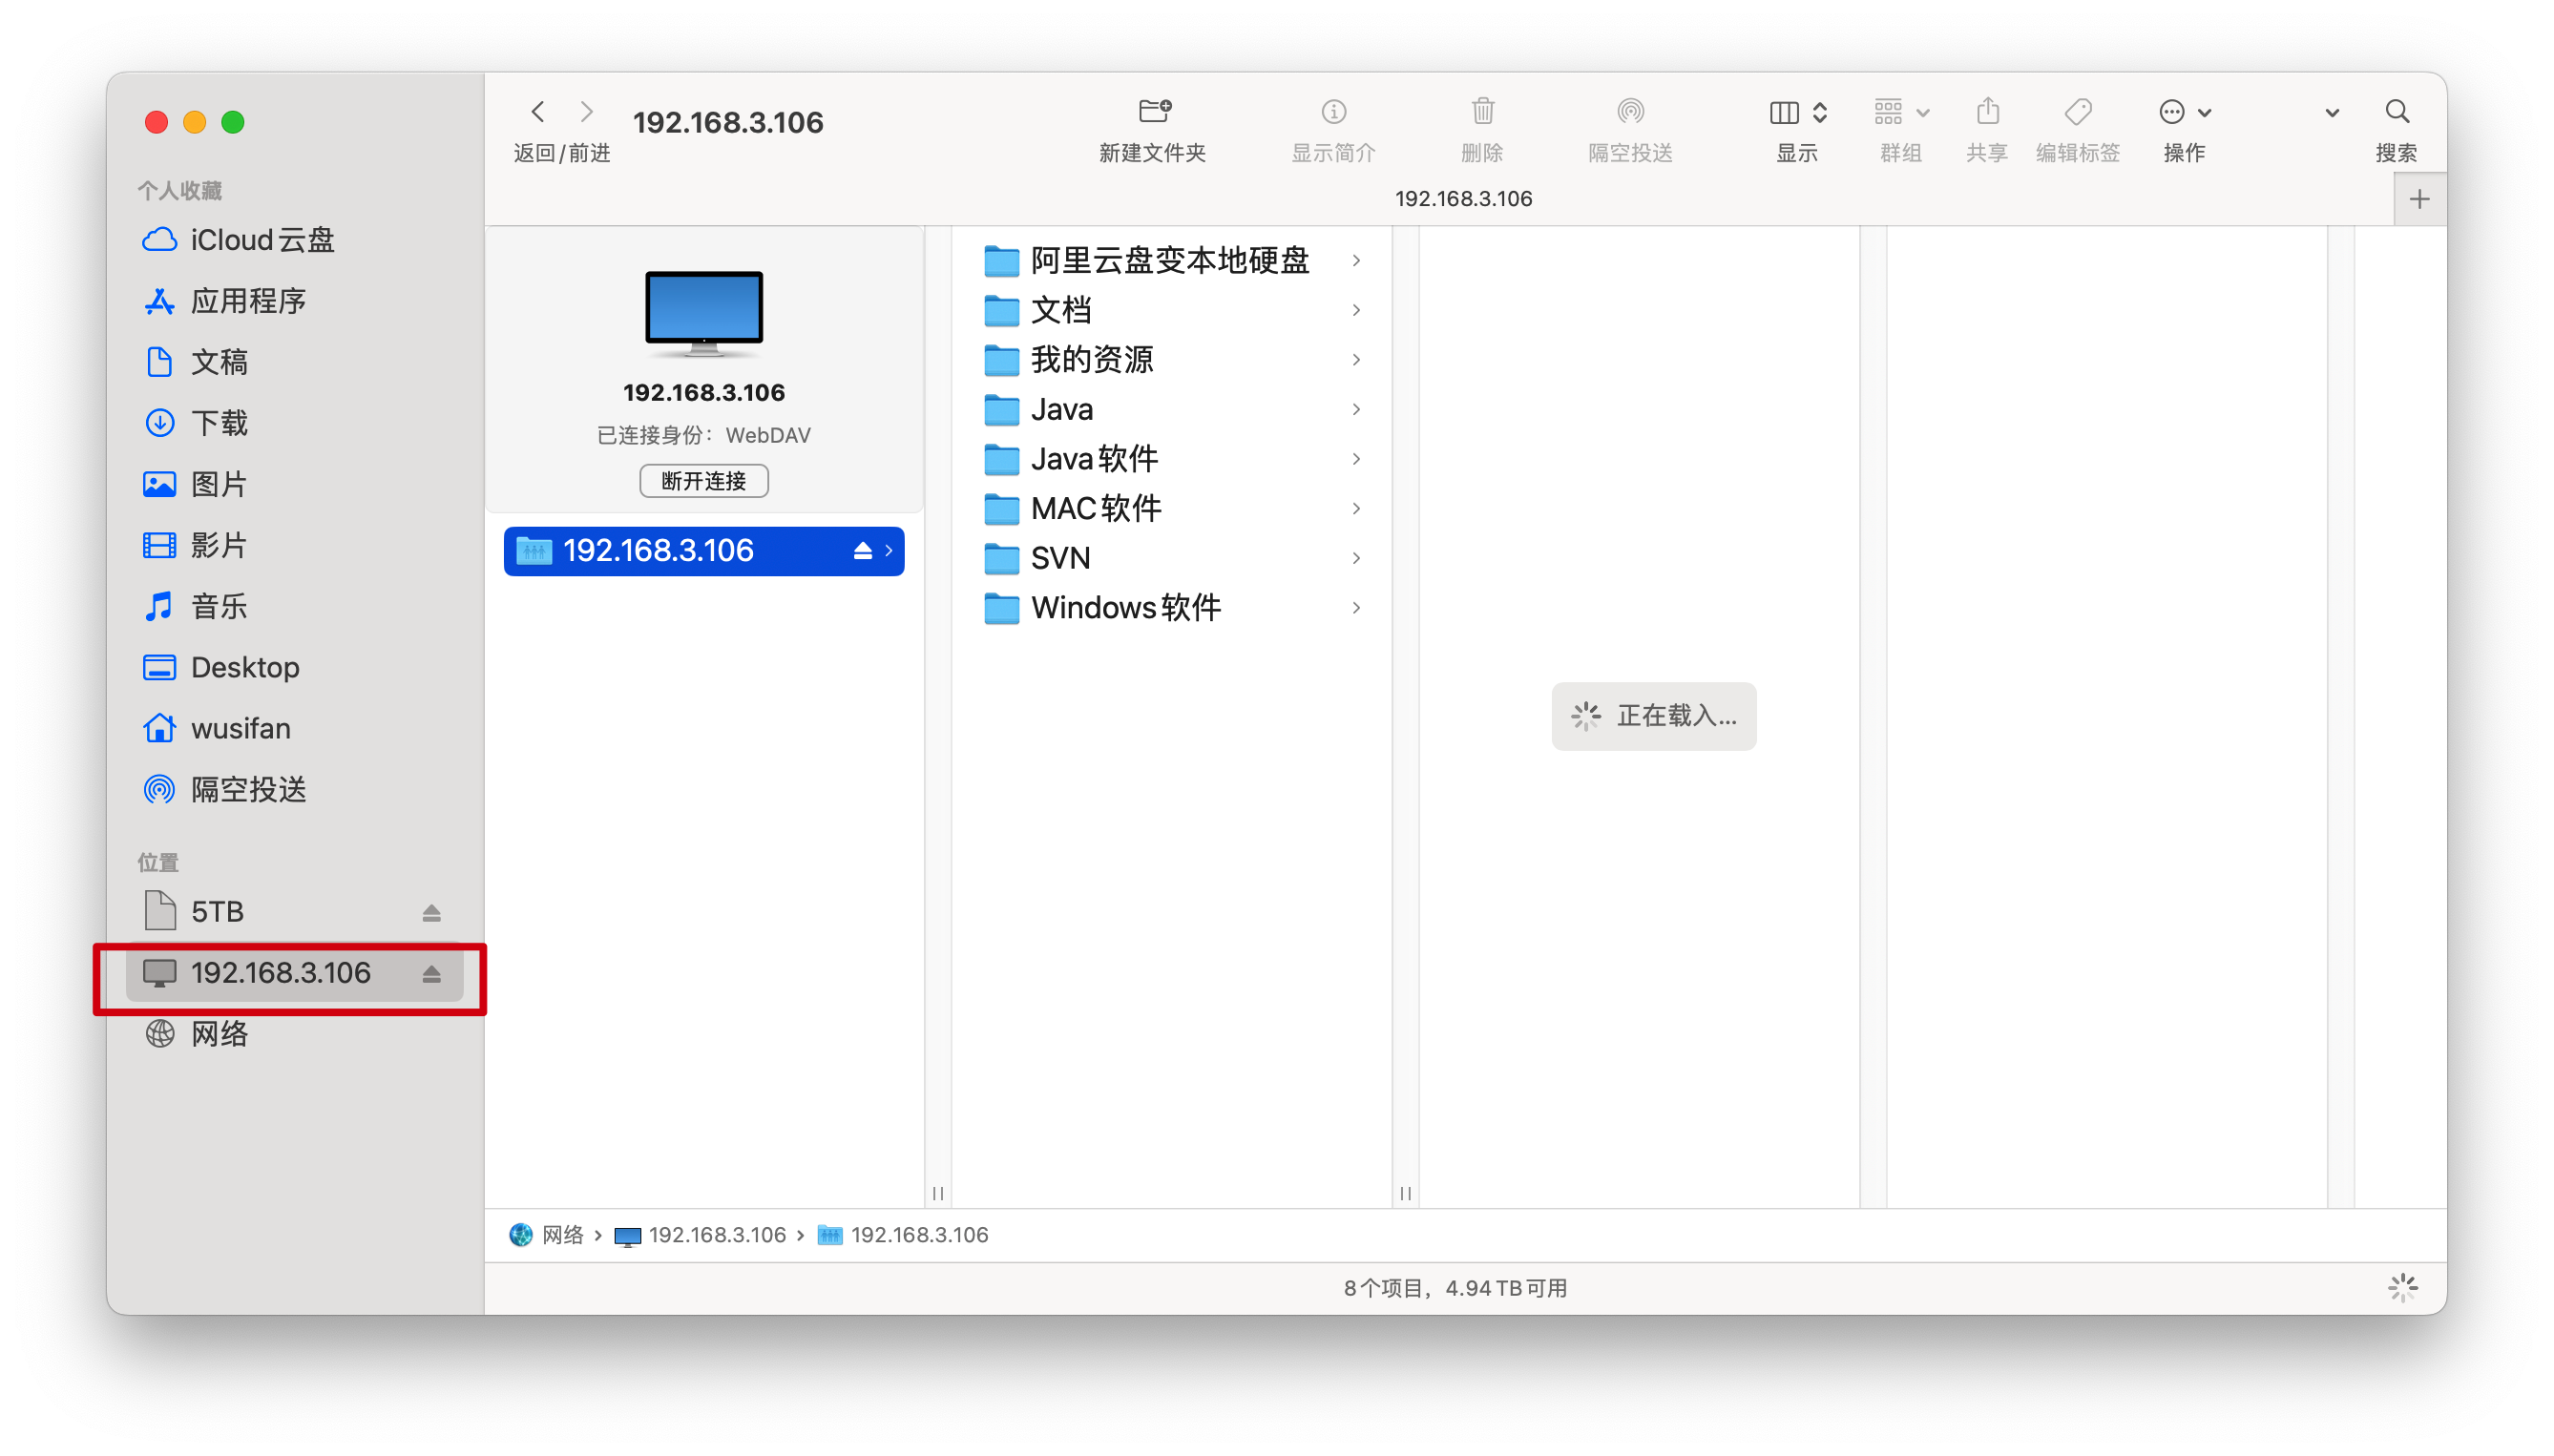 192.168.3.106
返回/前进
新建文件夹
显示简介
删除
隔空投送
显示
群组
共享
编辑标签
操作
搜索
192.168.3.106
个人收藏
iCloud云盘
应用程序
文稿
下载
图片
影片
音乐
Desktop
wusifan
隔空投送
位置
5TB
192.168.3.106
网络
192.168.3.106
已连接身份：WebDAV
断开连接
192.168.3.106
阿里云盘变本地硬盘
文档
我的资源
Java
Java软件
MAC软件
SVN
Windows软件
正在载入...
网络 › 192.168.3.106 › 192.168.3.106
8个项目，4.94 TB可用